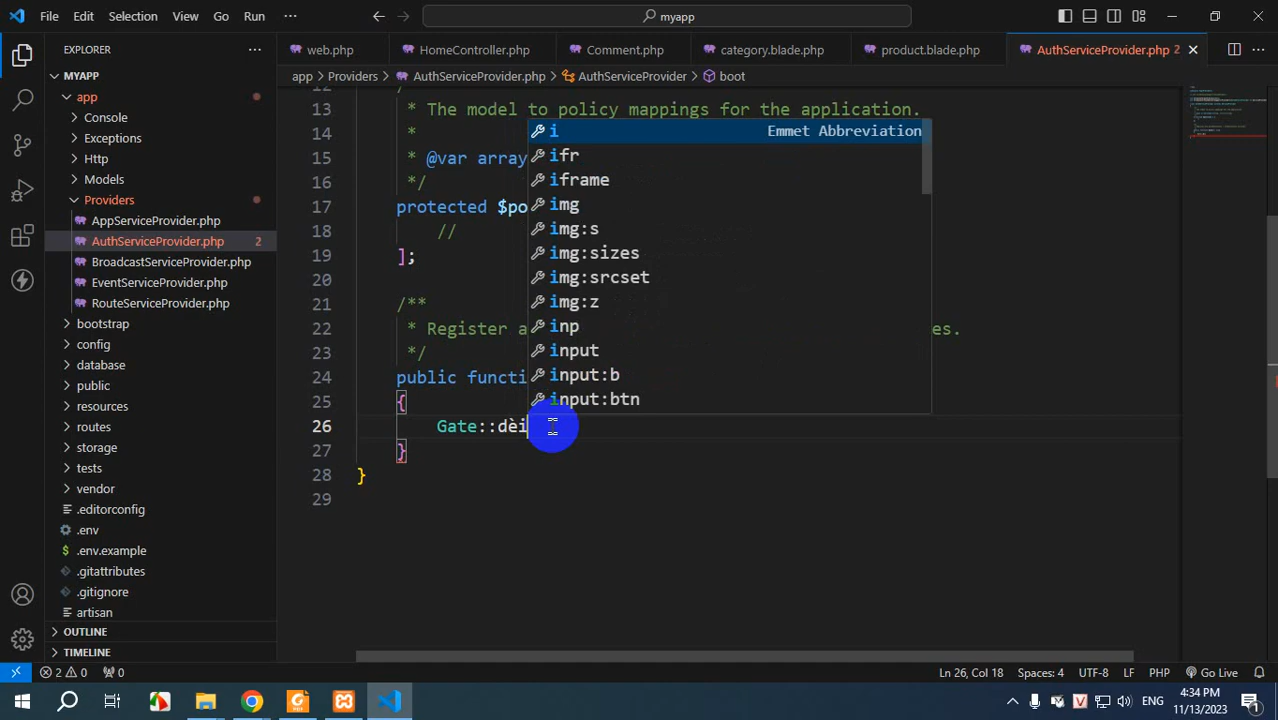 File Edit Selection View Go Run ··· myapp
EXPLORER ···
web.php HomeController.php Comment.php category.blade.php product.blade.php AuthServiceProvider.php 2
MYAPP
app > Providers > AuthServiceProvider.php > AuthServiceProvider > boot
app
Console
Exceptions
Http
Models
Providers
AppServiceProvider.php
AuthServiceProvider.php 2
BroadcastServiceProvider.php
EventServiceProvider.php
RouteServiceProvider.php
bootstrap
config
database
public
resources
routes
storage
tests
vendor
.editorconfig
.env
.env.example
.gitattributes
.gitignore
artisan
OUTLINE
TIMELINE
12 /
13 * The model to policy mappings for the application.
14 *
15 * @var array
16 */
17 protected $po
18 //
19 ];
20
21 /**
22 * Register a es.
23 */
24 public functi
25 {
26 Gate::dèi
27 }
28 }
29
i Emmet Abbreviation
ifr
iframe
img
img:s
img:sizes
img:srcset
img:z
inp
input
input:b
input:btn
2 0 0 Ln 26, Col 18 Spaces: 4 UTF-8 LF PHP Go Live
V ENG 4:34 PM
11/13/2023 1